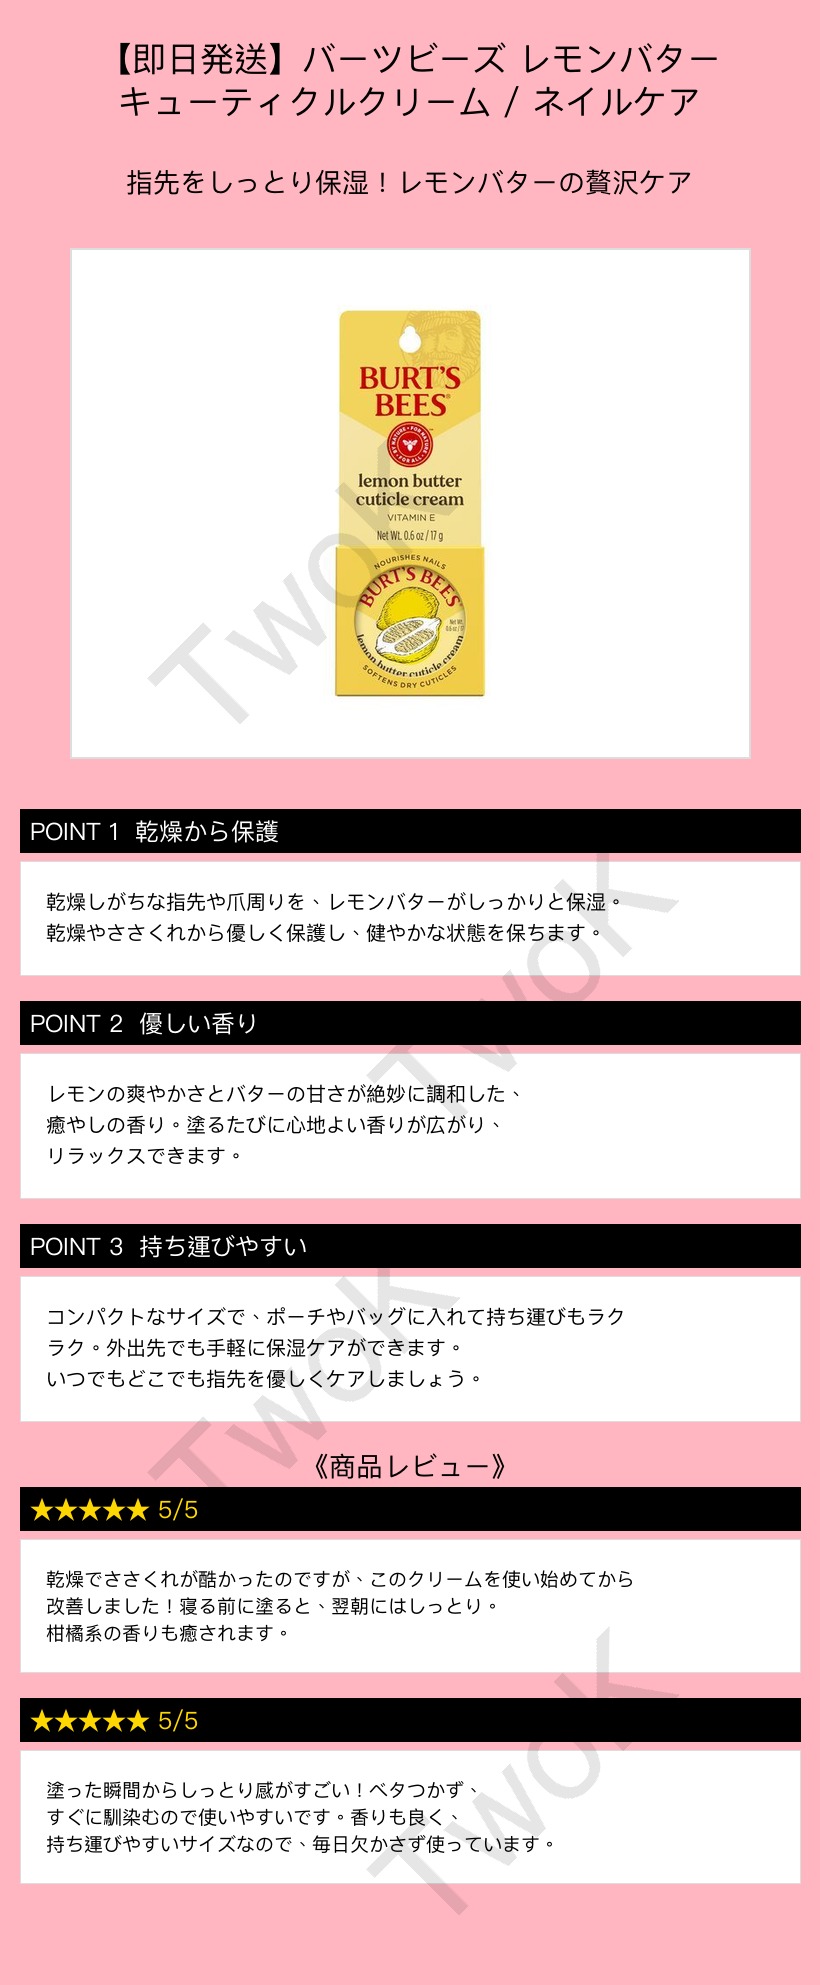 【即日発送】バーツビーズ レモンバター
キューティクルクリーム / ネイルケア
指先をしっとり保湿！レモンバターの贅沢ケア
BURT'S
BEES®
BY NATURE • FOR NATURE • FOR ALL •
lemon butter
cuticle cream
VITAMIN E
Net Wt. 0.6 oz / 17 g
NOURISHES NAILS
BURT'S BEES
Net Wt.
0.6 oz / 17
lemon butter cuticle cream
SOFTENS DRY CUTICLES
TwoK
POINT 1 乾燥から保護
乾燥しがちな指先や爪周りを、レモンバターがしっかりと保湿。
乾燥やささくれから優しく保護し、健やかな状態を保ちます。
TwoK
POINT 2 優しい香り
レモンの爽やかさとバターの甘さが絶妙に調和した、
癒やしの香り。塗るたびに心地よい香りが広がり、
リラックスできます。
POINT 3 持ち運びやすい
コンパクトなサイズで、ポーチやバッグに入れて持ち運びもラク
ラク。外出先でも手軽に保湿ケアができます。
いつでもどこでも指先を優しくケアしましょう。
TwoK
《商品レビュー》
★★★★★ 5/5
乾燥でささくれが酷かったのですが、このクリームを使い始めてから
改善しました！寝る前に塗ると、翌朝にはしっとり。
柑橘系の香りも癒されます。
★★★★★ 5/5
塗った瞬間からしっとり感がすごい！ベタつかず、
すぐに馴染むので使いやすいです。香りも良く、
持ち運びやすいサイズなので、毎日欠かさず使っています。
TwoK